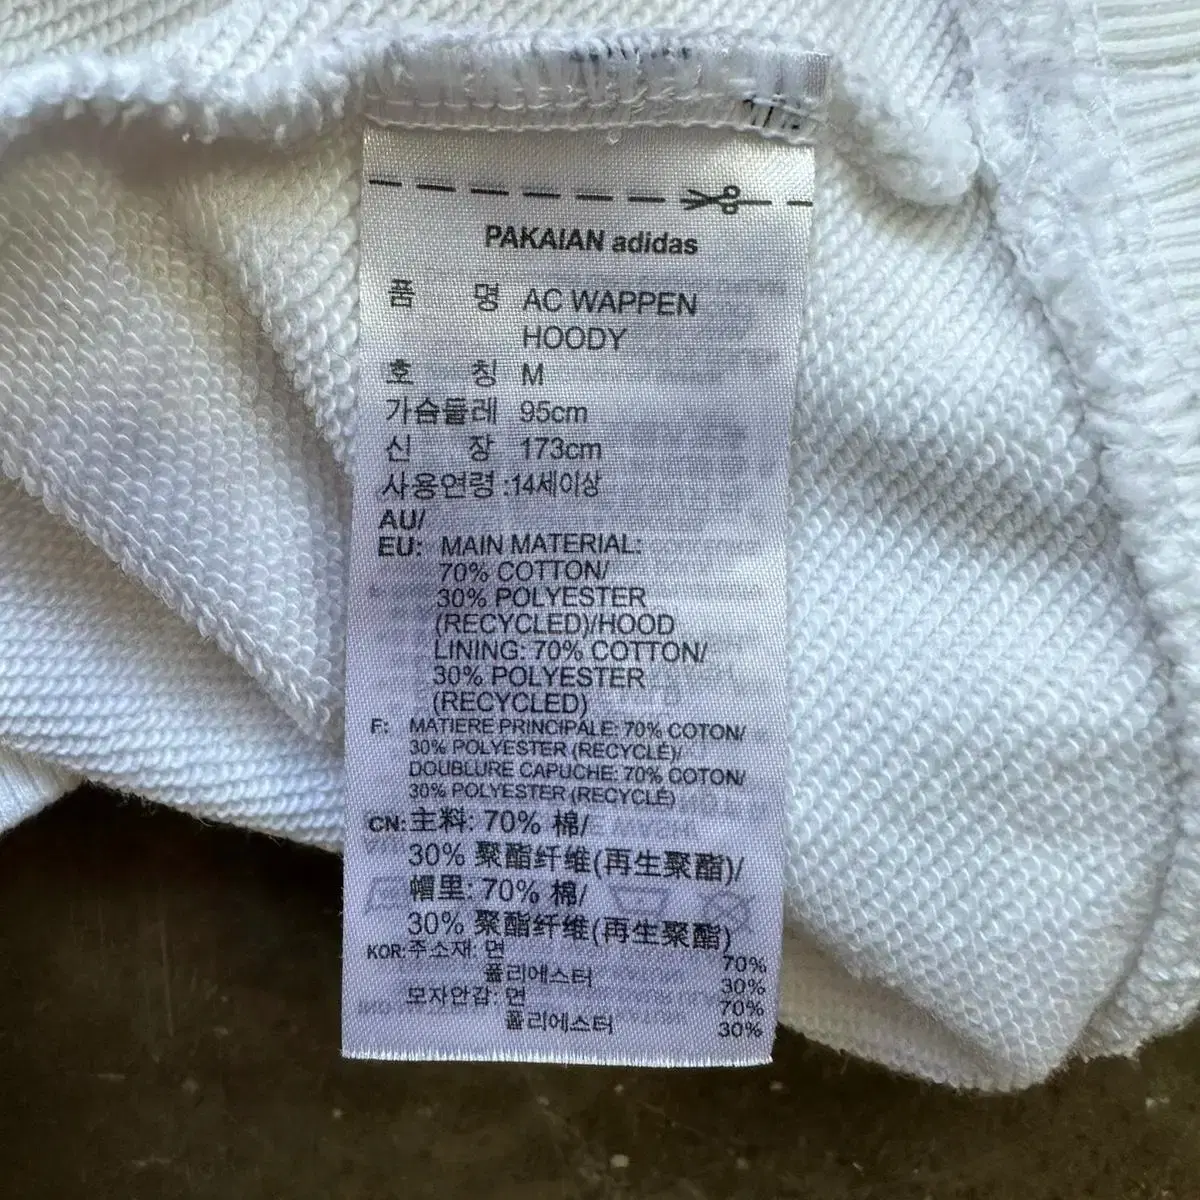 PAKAIAN adidas
품 명 AC WAPPEN
HOODY
호 칭 M
가슴둘레 95cm
신 장 173cm
사용연령 :14세이상
AU/
EU: MAIN MATERIAL:
70% COTTON/
30% POLYESTER
(RECYCLED)/HOOD
LINING: 70% COTTON/
30% POLYESTER
(RECYCLED)
F: MATIERE PRINCIPALE: 70% COTON/
30% POLYESTER (RECYCLÉ)/
DOUBLURE CAPUCHE: 70% COTON/
30% POLYESTER (RECYCLÉ)
CN: 主料: 70% 棉/
30% 聚酯纤维(再生聚酯)/
帽里: 70% 棉/
30% 聚酯纤维(再生聚酯)
KOR: 주소재: 면 70%
폴리에스터 30%
모자안감: 면 70%
폴리에스터 30%